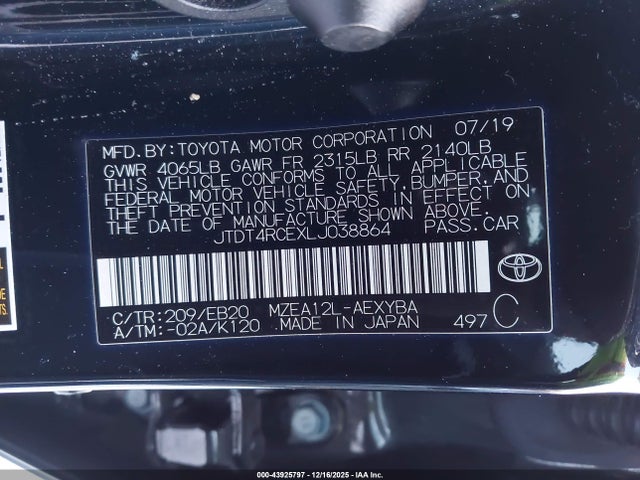 MFD.BY:TOYOTA MOTOR CORPORATION 07/19
GVWR 4065LB GAWR FR 2315LB RR 2140LB
THIS VEHICLE CONFORMS TO ALL APPLICABLE
FEDERAL MOTOR VEHICLE SAFETY,BUMPER,AND
THEFT PREVENTION STANDARDS IN EFFECT ON
THE DATE OF MANUFACTURE SHOWN ABOVE.
JTDT4RCEXLJ038864 PASS.CAR
C/TR:209/EB20 MZEA12L-AEXYBA
A/TM:-02A/K120 MADE IN JAPAN 497 C
000-43925797 - 12/16/2025 - IAA Inc.